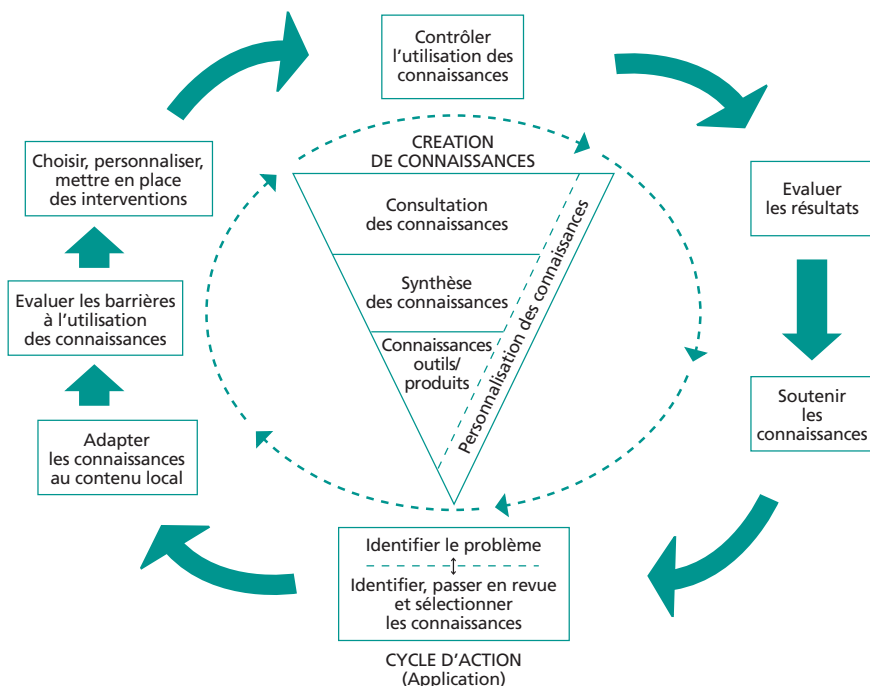 Contrôler
l'utilisation des
connaissances
Choisir, personnaliser,
mettre en place
des interventions
CREATION
DE CONNAISSANCES
Evaluer
les résultats
Consultation
des connaissances
Synthèse
des connaissances
Connaissances
outils/
produits
Personnalisation des connaissances
Evaluer les barrières
à l'utilisation
des connaissances
Adapter
les connaissances
au contenu local
Soutenir
les
connaissances
Identifier le problème
Identifier, passer en revue
et sélectionner
les connaissances
CYCLE D'ACTION
(Application)